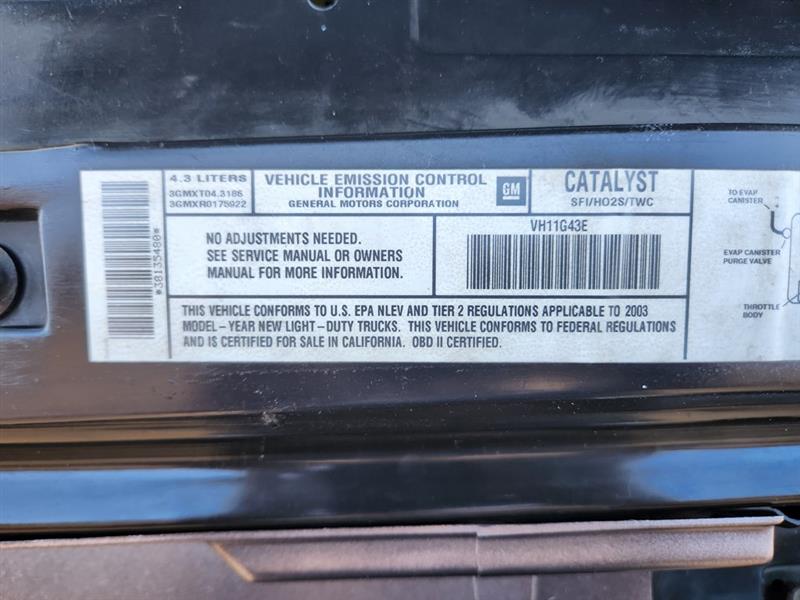 4.3 LITERS
3GMXT04.3186
3GMXR0175922
VEHICLE EMISSION CONTROL
INFORMATION
GENERAL MOTORS CORPORATION
GM
CATALYST
SFI/HO2S/TWC
*38135480*
NO ADJUSTMENTS NEEDED.
SEE SERVICE MANUAL OR OWNERS
MANUAL FOR MORE INFORMATION.
VH11G43E
THIS VEHICLE CONFORMS TO U.S. EPA NLEV AND TIER 2 REGULATIONS APPLICABLE TO 2003
MODEL-YEAR NEW LIGHT-DUTY TRUCKS. THIS VEHICLE CONFORMS TO FEDERAL REGULATIONS
AND IS CERTIFIED FOR SALE IN CALIFORNIA. OBD II CERTIFIED.
TO EVAP
CANISTER
EVAP CANISTER
PURGE VALVE
THROTTLE
BODY